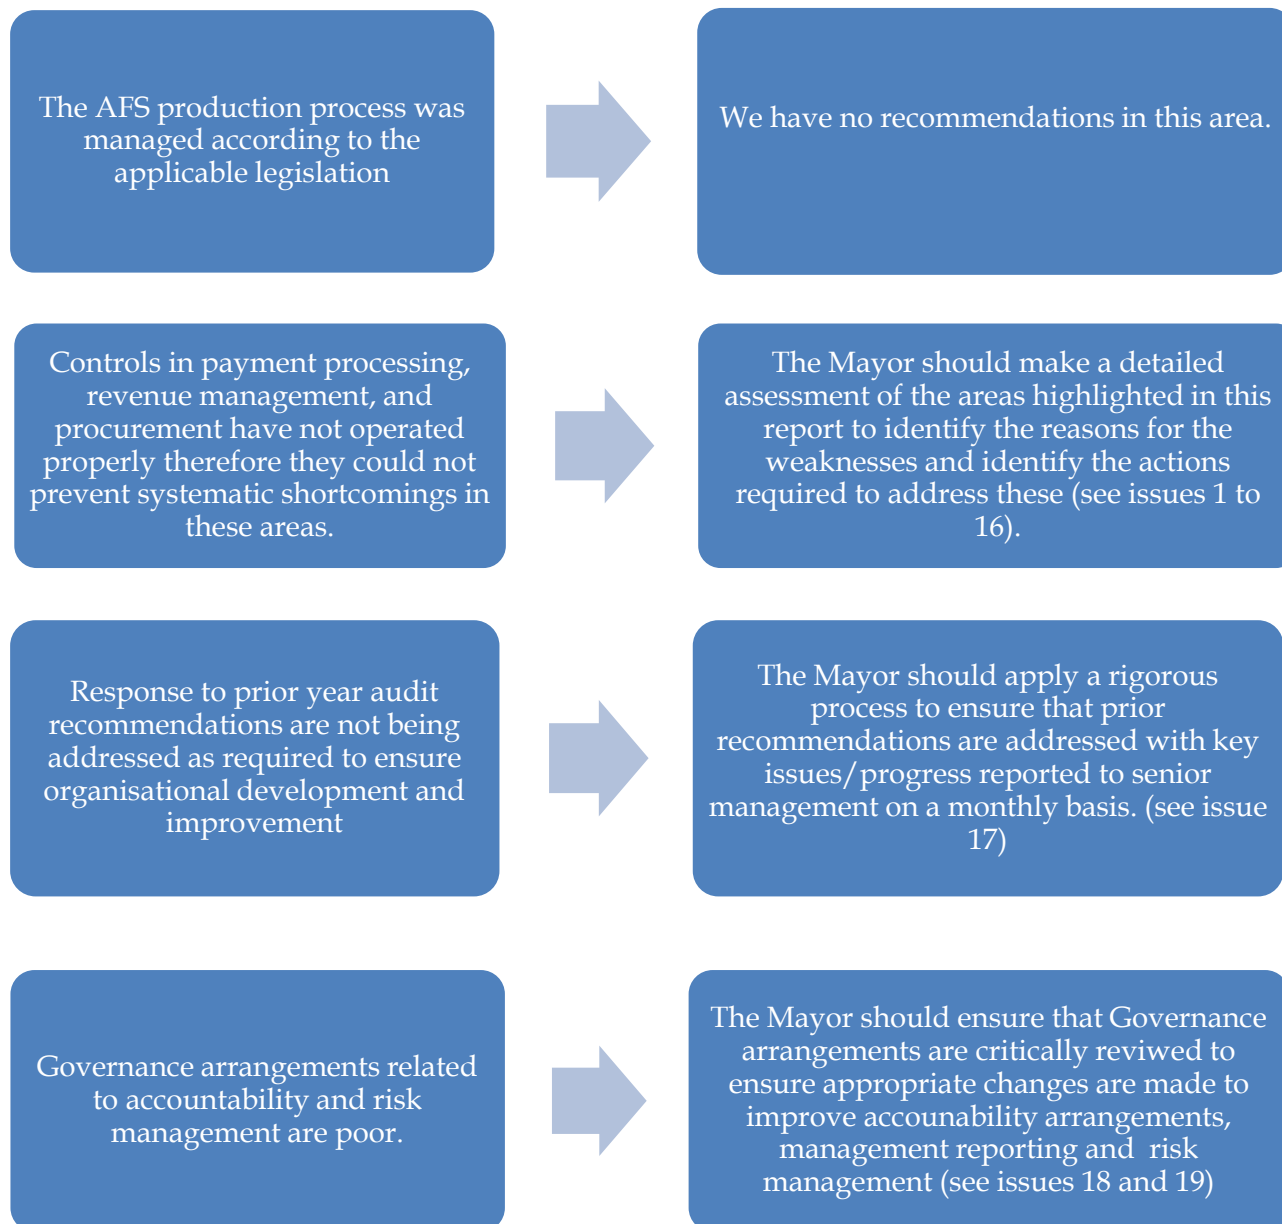 The AFS production process was
managed according to the
applicable legislation
We have no recommendations in this area.
Controls in payment processing,
revenue management, and
procurement have not operated
properly therefore they could not
prevent systematic shortcomings in
these areas.
The Mayor should make a detailed
assessment of the areas highlighted in this
report to identify the reasons for the
weaknesses and identify the actions
required to address these (see issues 1 to
16).
Response to prior year audit
recommendations are not being
addressed as required to ensure
organisational development and
improvement
The Mayor should apply a rigorous
process to ensure that prior
recommendations are addressed with key
issues/progress reported to senior
management on a monthly basis. (see issue
17)
Governance arrangements related
to accountability and risk
management are poor.
The Mayor should ensure that Governance
arrangements are critically reviwed to
ensure appropriate changes are made to
improve accounability arrangements,
management reporting and  risk
management (see issues 18 and 19)